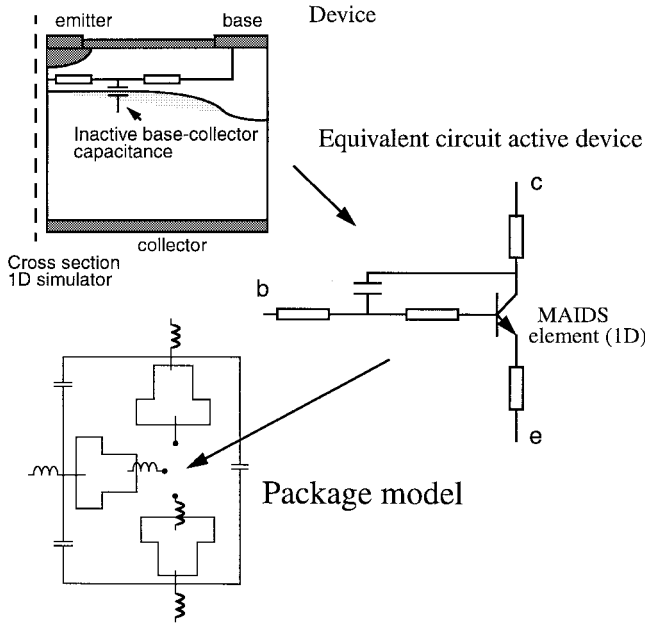 Device
emitter
base
Inactive base-collector
capacitance
collector
Cross section
1D simulator
Equivalent circuit active device
c
b
MAIDS
element (1D)
e
Package model